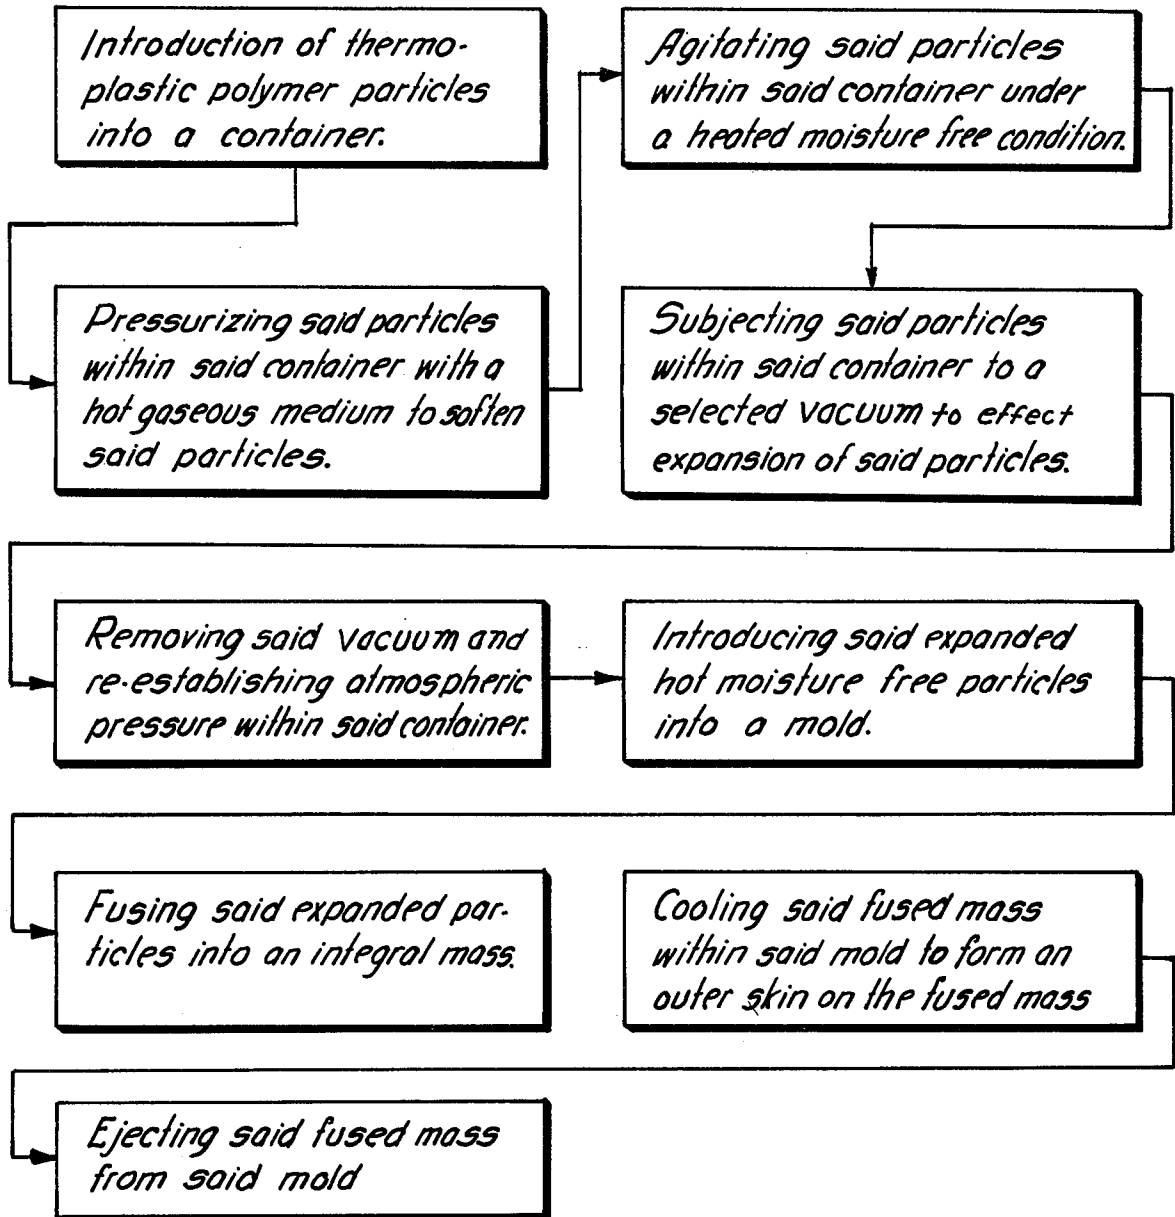 Introduction of thermo-
plastic polymer particles
into a container.
Pressurizing said particles
within said container with a
hot gaseous medium to soften
said particles.
Agitating said particles
within said container under
a heated moisture free condition.
Subjecting said particles
within said container to a
selected vacuum to effect
expansion of said particles.
Removing said vacuum and
re-establishing atmospheric
pressure within said container.
Introducing said expanded
hot moisture free particles
into a mold.
Fusing said expanded par-
ticles into an integral mass.
Cooling said fused mass
within said mold to form an
outer skin on the fused mass
Ejecting said fused mass
from said mold